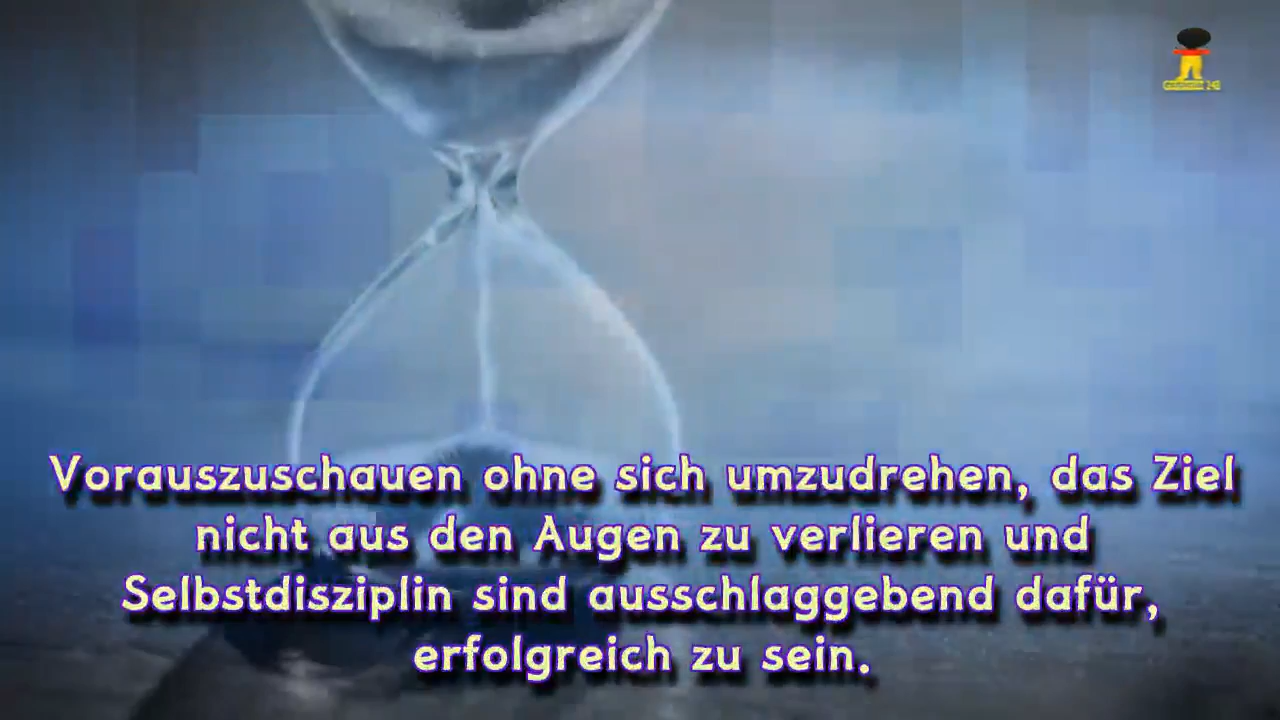 Vorauszuschauen ohne sich umzudrehen, das Ziel
nicht aus den Augen zu verlieren und
Selbstdisziplin sind ausschlaggebend dafür,
erfolgreich zu sein.